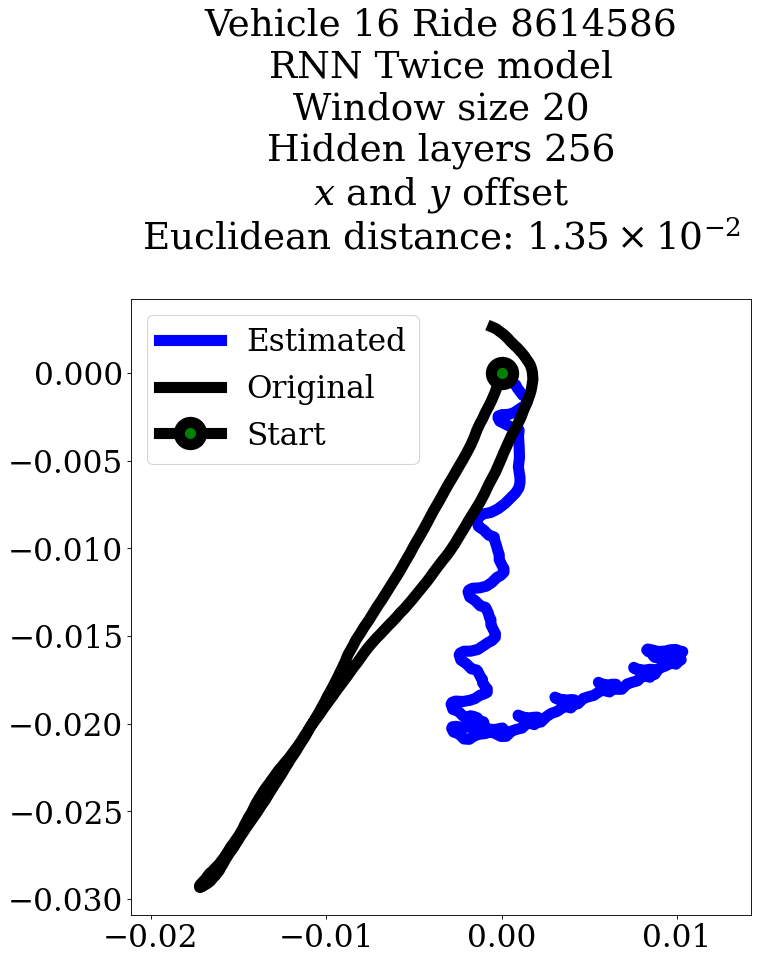 Vehicle 16 Ride 8614586
RNN Twice model
Window size 20
Hidden layers 256
x and y offset
Euclidean distance: 1.35 × 10⁻²
Estimated
Original
Start
0.000
−0.005
−0.010
−0.015
−0.020
−0.025
−0.030
−0.02 −0.01 0.00 0.01